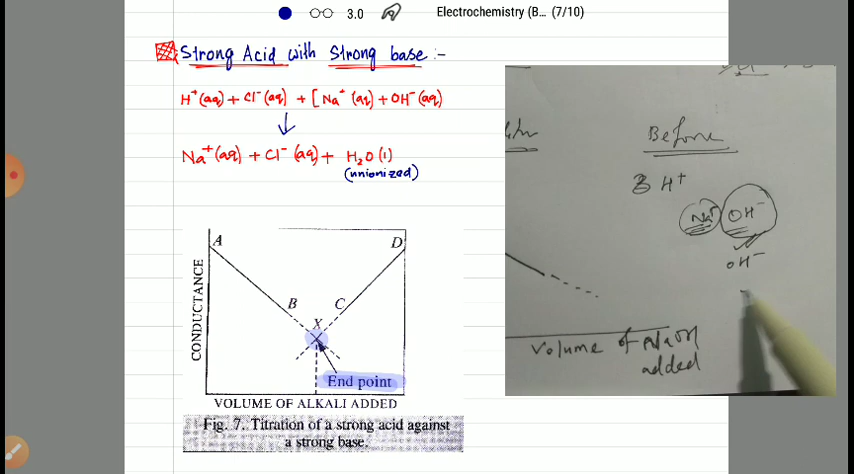 3.0
Electrochemistry (B... (7/10)
Strong Acid with Strong base :-
H⁺(aq) + Cl⁻(aq) + [Na⁺(aq) + OH⁻(aq)
Na⁺(aq) + Cl⁻(aq) + H₂O(l)
(unionized)
A
D
B
C
X
CONDUCTANCE
End point
VOLUME OF ALKALI ADDED
Fig. 7. Titration of a strong acid against
a strong base.
Before
3 H⁺
Na⁺ OH⁻
OH⁻
Volume of NaOH
added